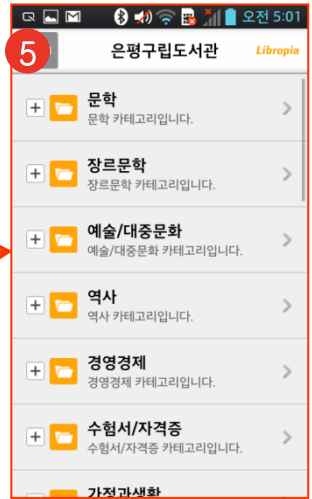 오전 5:01
5
은평구립도서관
Libropia
문학
문학 카테고리입니다.
장르문학
장르문학 카테고리입니다.
예술/대중문화
예술/대중문화 카테고리입니다.
역사
역사 카테고리입니다.
경영경제
경영경제 카테고리입니다.
수험서/자격증
수험서/자격증 카테고리입니다.
가정과생활